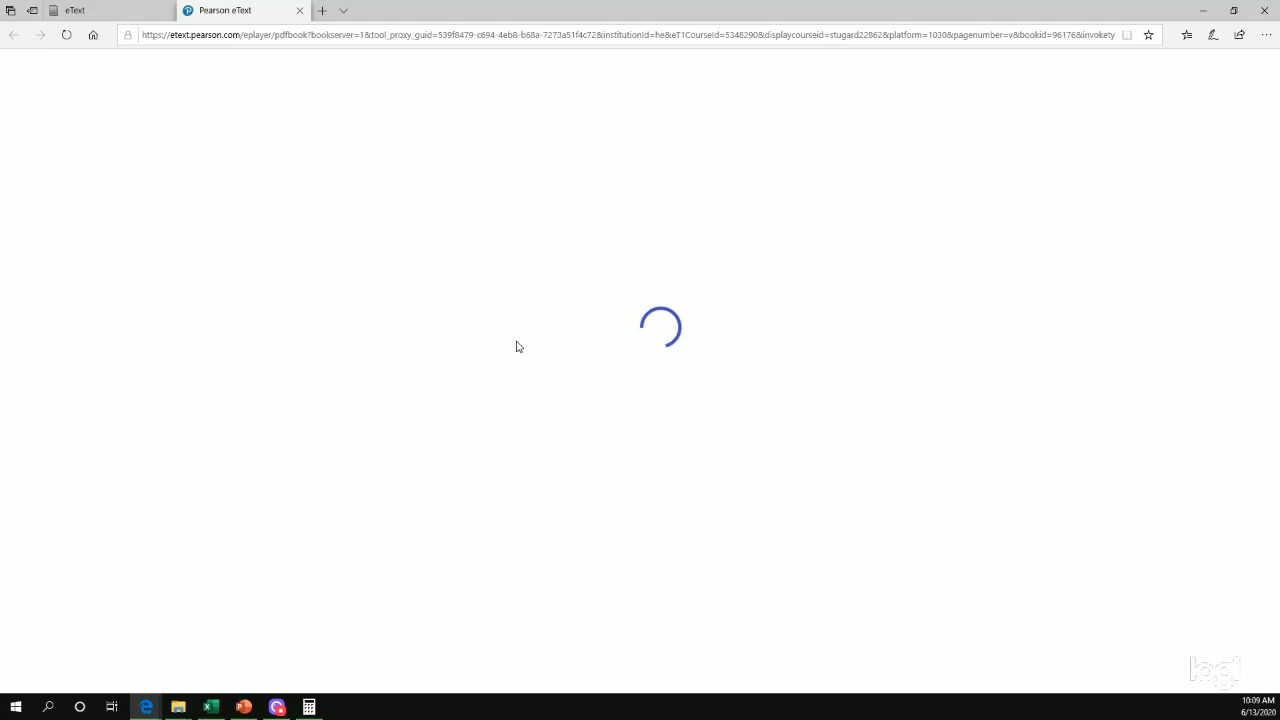 eText
Pearson eText
https://etext.pearson.com/eplayer/pdfbook?bookserver=1&tool_proxy_guid=539f8479-c694-4eb8-b68a-7273a51f4c72&institutionId=he&eT1CourseId=5348290&displaycourseid=stugard22862&platform=1030&pagenumber=v&bookid=96176&invokety
logi
10:09 AM
6/13/2020